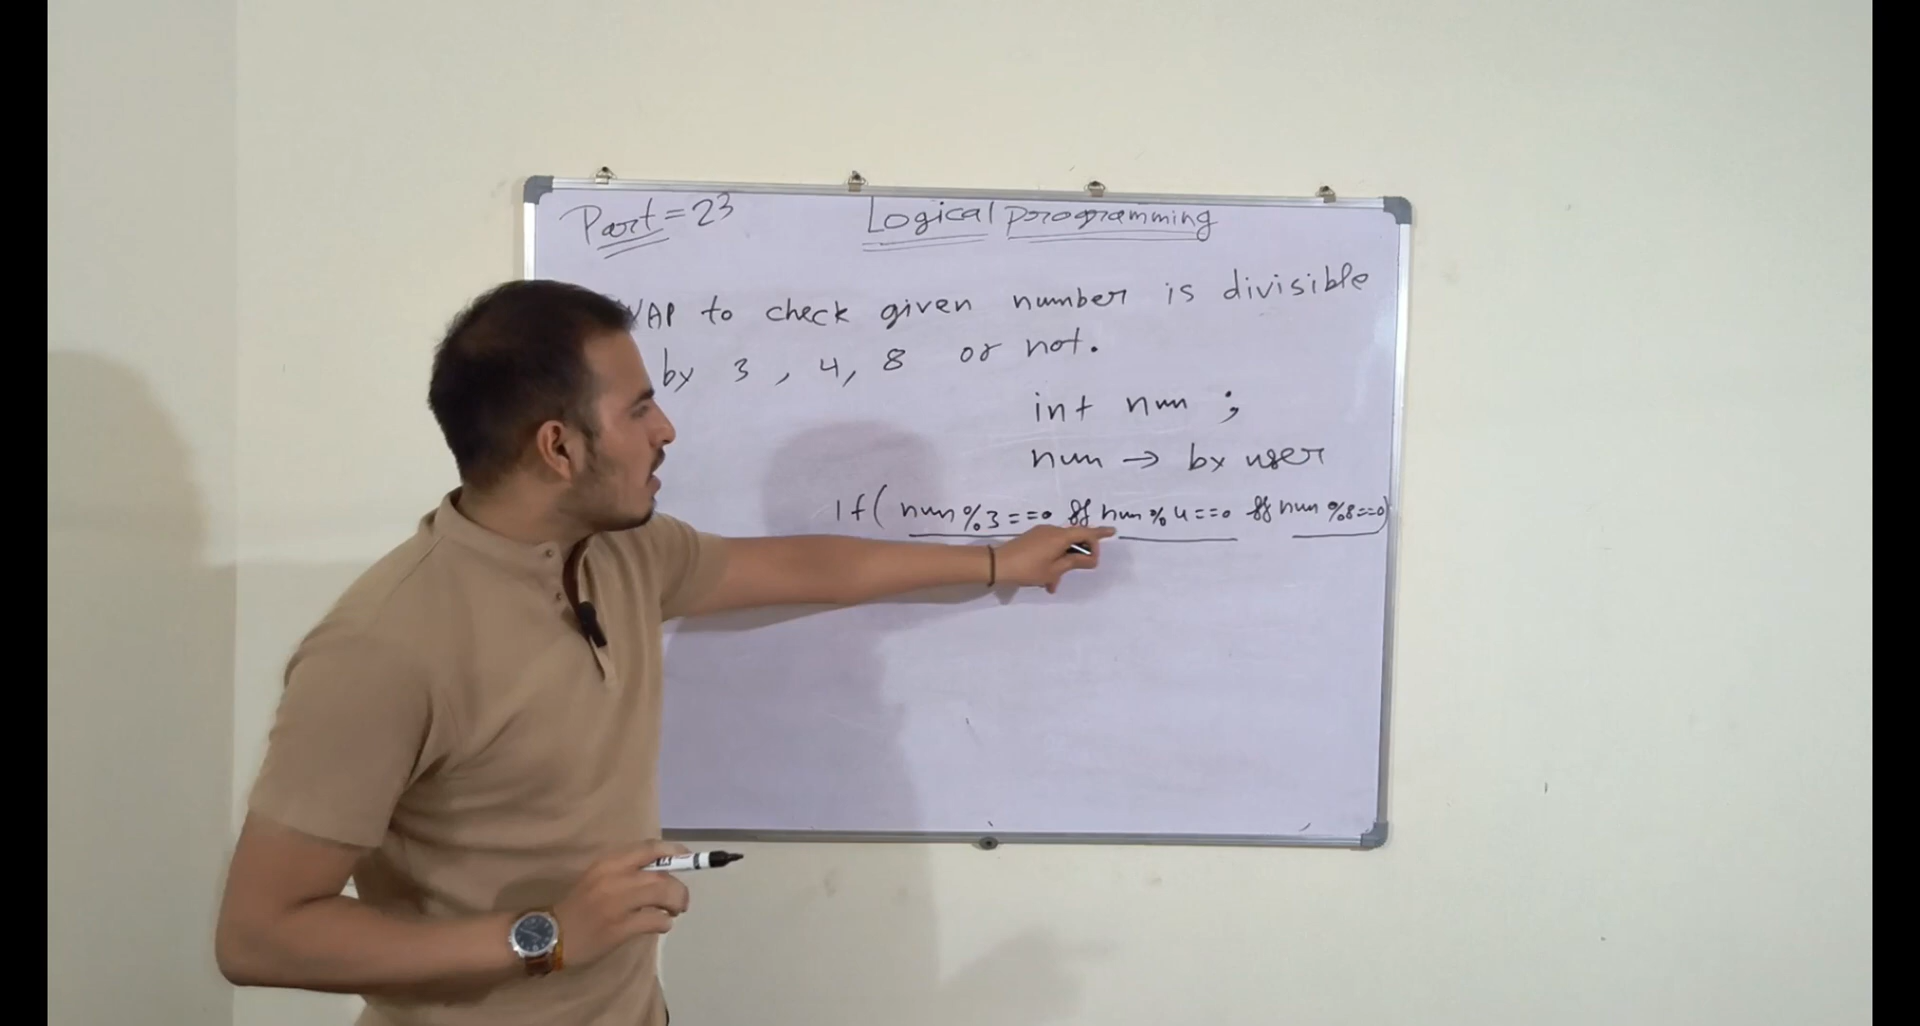 Part=23 Logical programming
WAP to check given number is divisible
by 3, 4, 8 or not.
int num ;
num → by user
If(num%3==0 && num%4==0 && num%8==0)